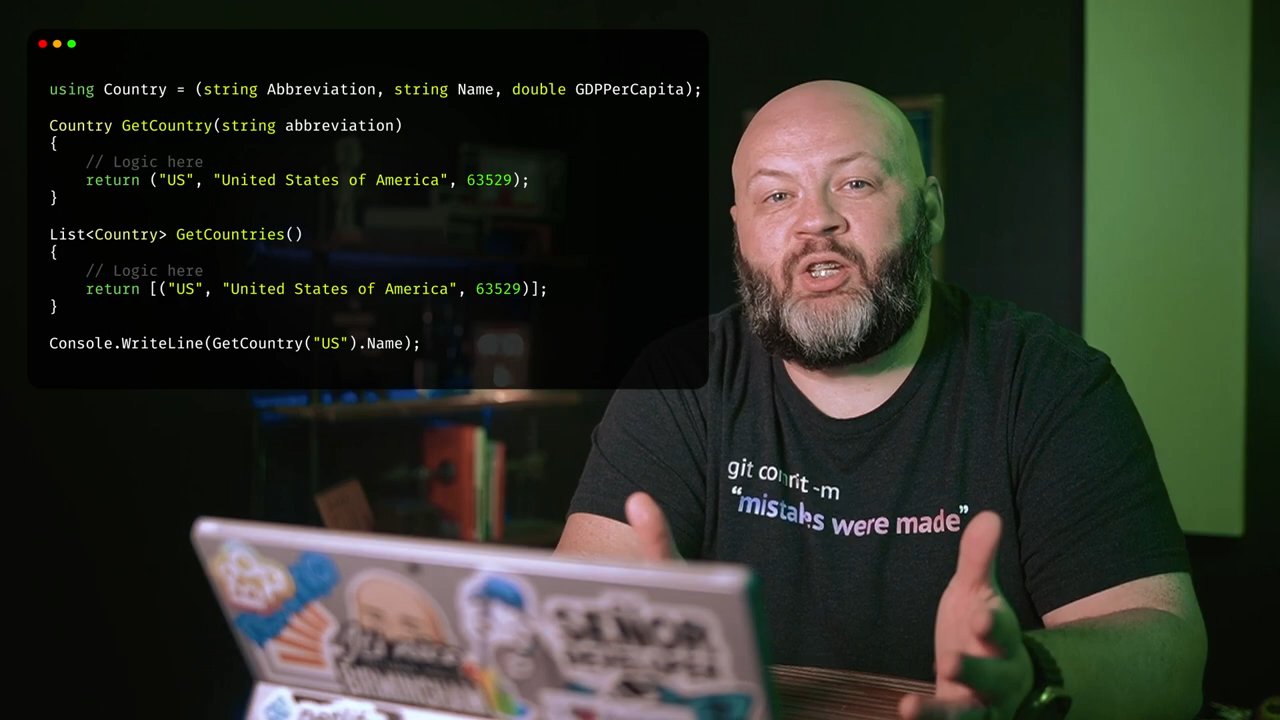 using Country = (string Abbreviation, string Name, double GDPPerCapita);
Country GetCountry(string abbreviation)
{
// Logic here
return ("US", "United States of America", 63529);
}
List<Country> GetCountries()
{
// Logic here
return [("US", "United States of America", 63529)];
}
Console.WriteLine(GetCountry("US").Name);
git commit -m
“mistakes were made”
SEÑOR
DEVELOPER